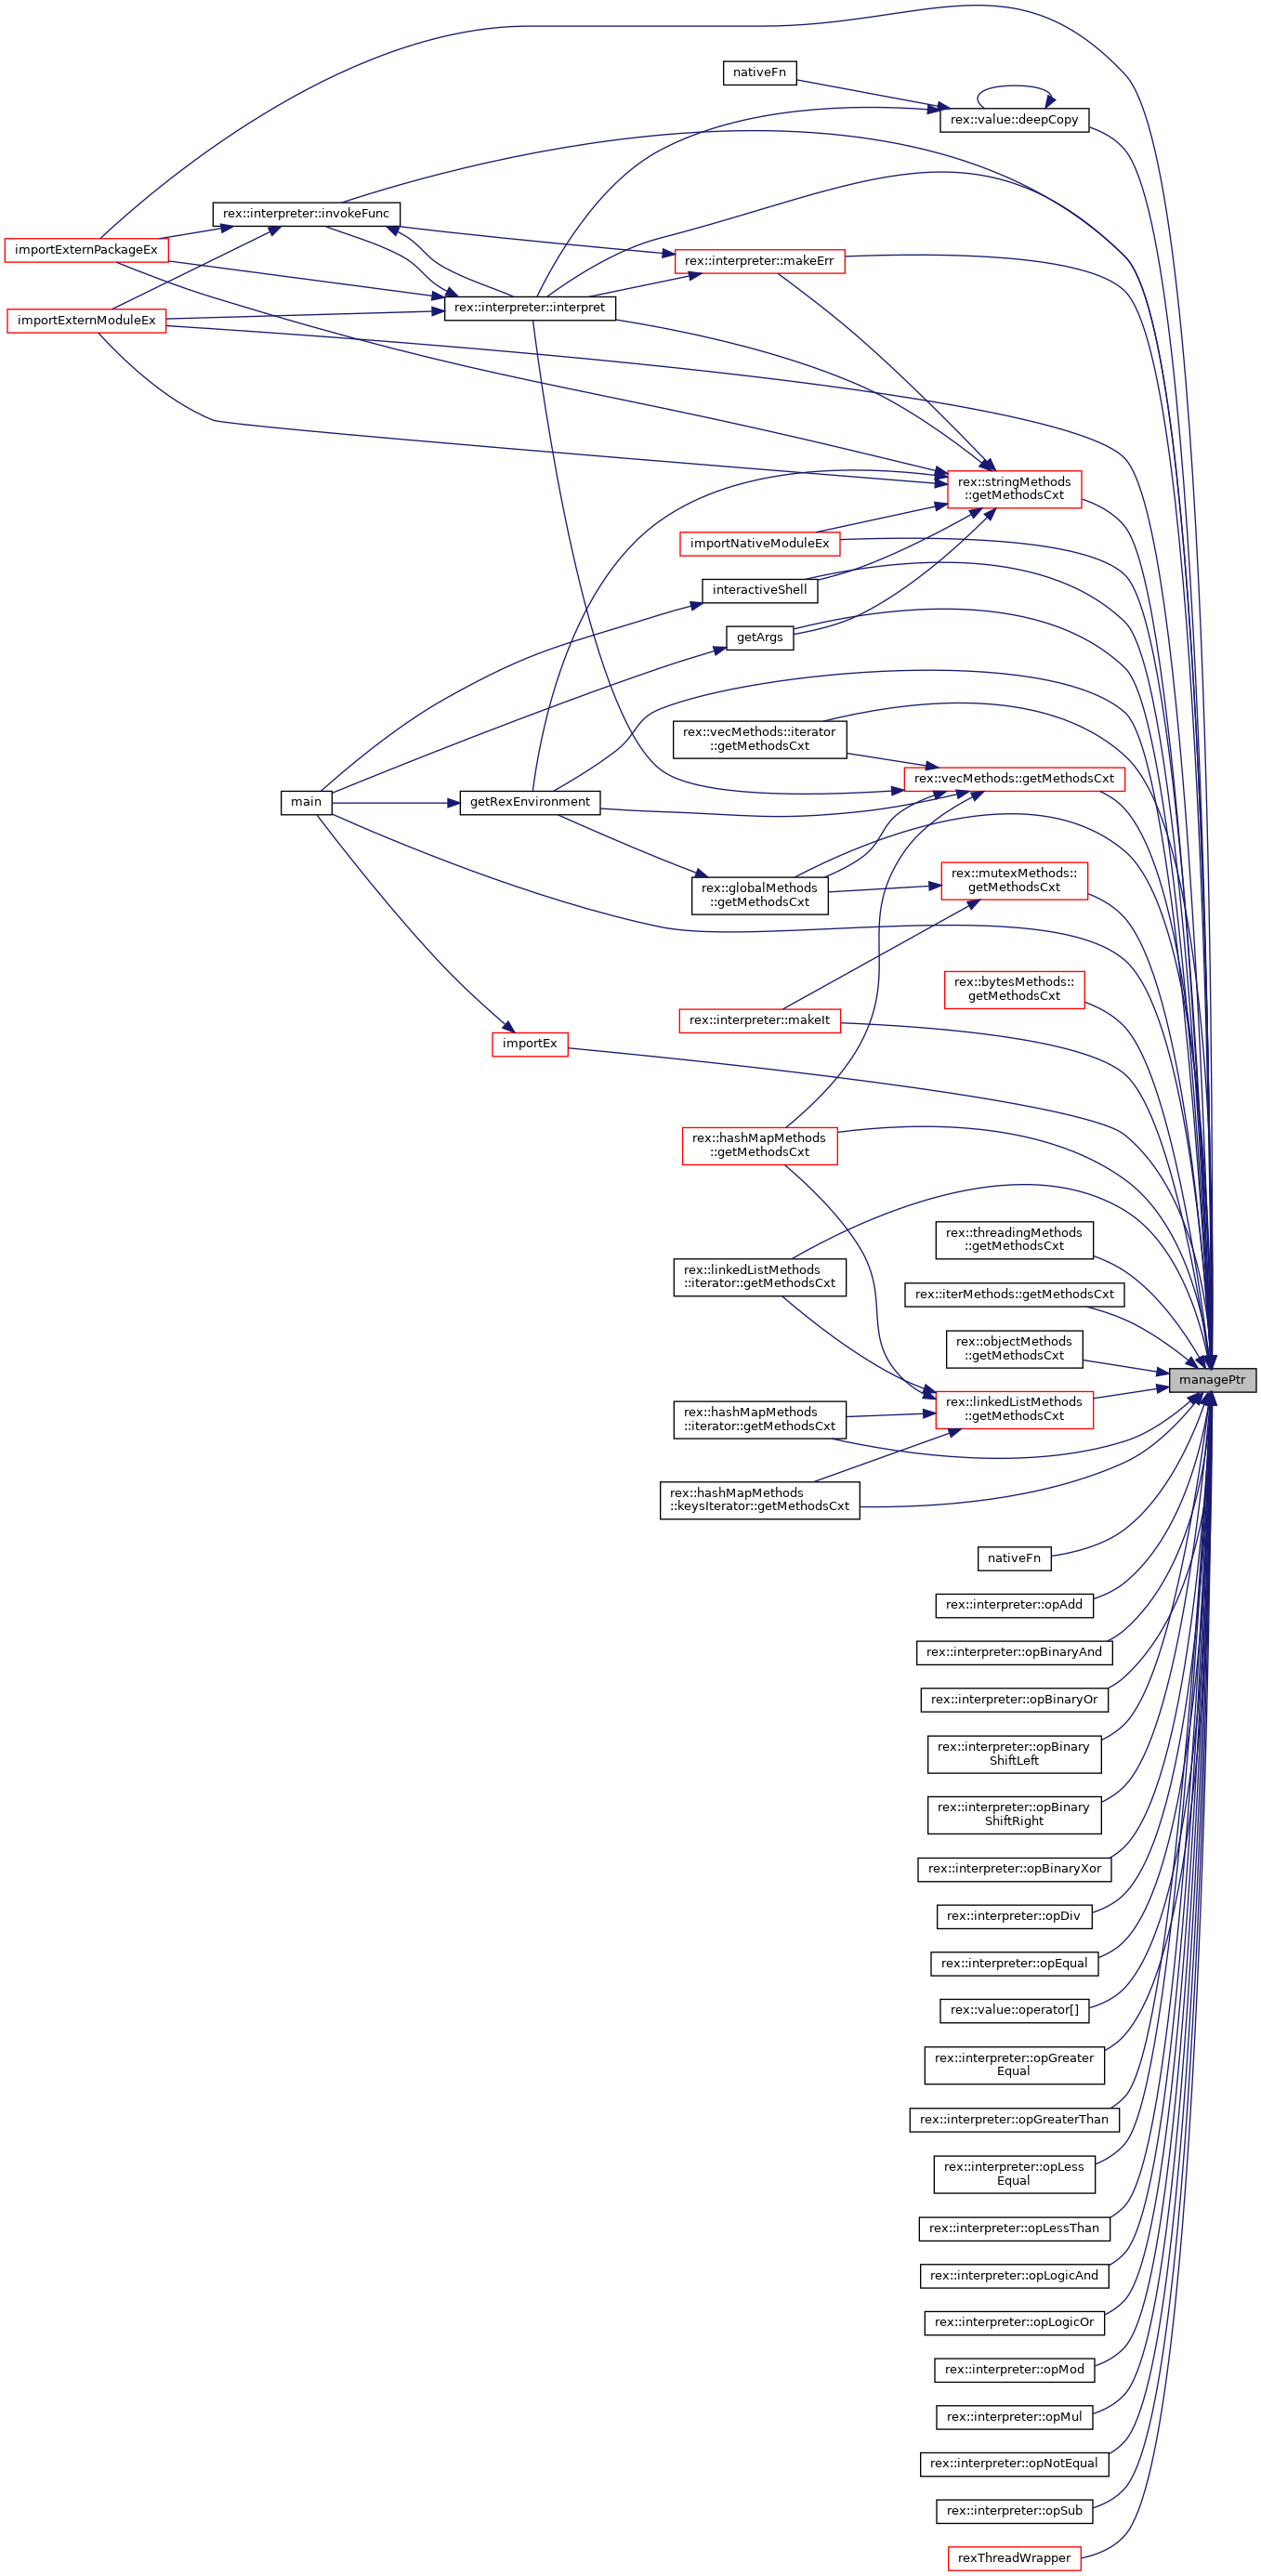 nativeFn
rex::value::deepCopy
rex::interpreter::invokeFunc
importExternPackageEx
rex::interpreter::makeErr
rex::interpreter::interpret
importExternModuleEx
rex::stringMethods
::getMethodsCxt
importNativeModuleEx
interactiveShell
getArgs
rex::vecMethods::iterator
::getMethodsCxt
rex::vecMethods::getMethodsCxt
main
getRexEnvironment
rex::globalMethods
::getMethodsCxt
rex::mutexMethods::
getMethodsCxt
rex::bytesMethods::
getMethodsCxt
rex::interpreter::makeIt
importEx
rex::hashMapMethods
::getMethodsCxt
rex::threadingMethods
::getMethodsCxt
rex::linkedListMethods
::iterator::getMethodsCxt
rex::iterMethods::getMethodsCxt
rex::objectMethods
::getMethodsCxt
managePtr
rex::linkedListMethods
::getMethodsCxt
rex::hashMapMethods
::iterator::getMethodsCxt
rex::hashMapMethods
::keysIterator::getMethodsCxt
nativeFn
rex::interpreter::opAdd
rex::interpreter::opBinaryAnd
rex::interpreter::opBinaryOr
rex::interpreter::opBinary
ShiftLeft
rex::interpreter::opBinary
ShiftRight
rex::interpreter::opBinaryXor
rex::interpreter::opDiv
rex::interpreter::opEqual
rex::value::operator[]
rex::interpreter::opGreater
Equal
rex::interpreter::opGreaterThan
rex::interpreter::opLess
Equal
rex::interpreter::opLessThan
rex::interpreter::opLogicAnd
rex::interpreter::opLogicOr
rex::interpreter::opMod
rex::interpreter::opMul
rex::interpreter::opNotEqual
rex::interpreter::opSub
rexThreadWrapper